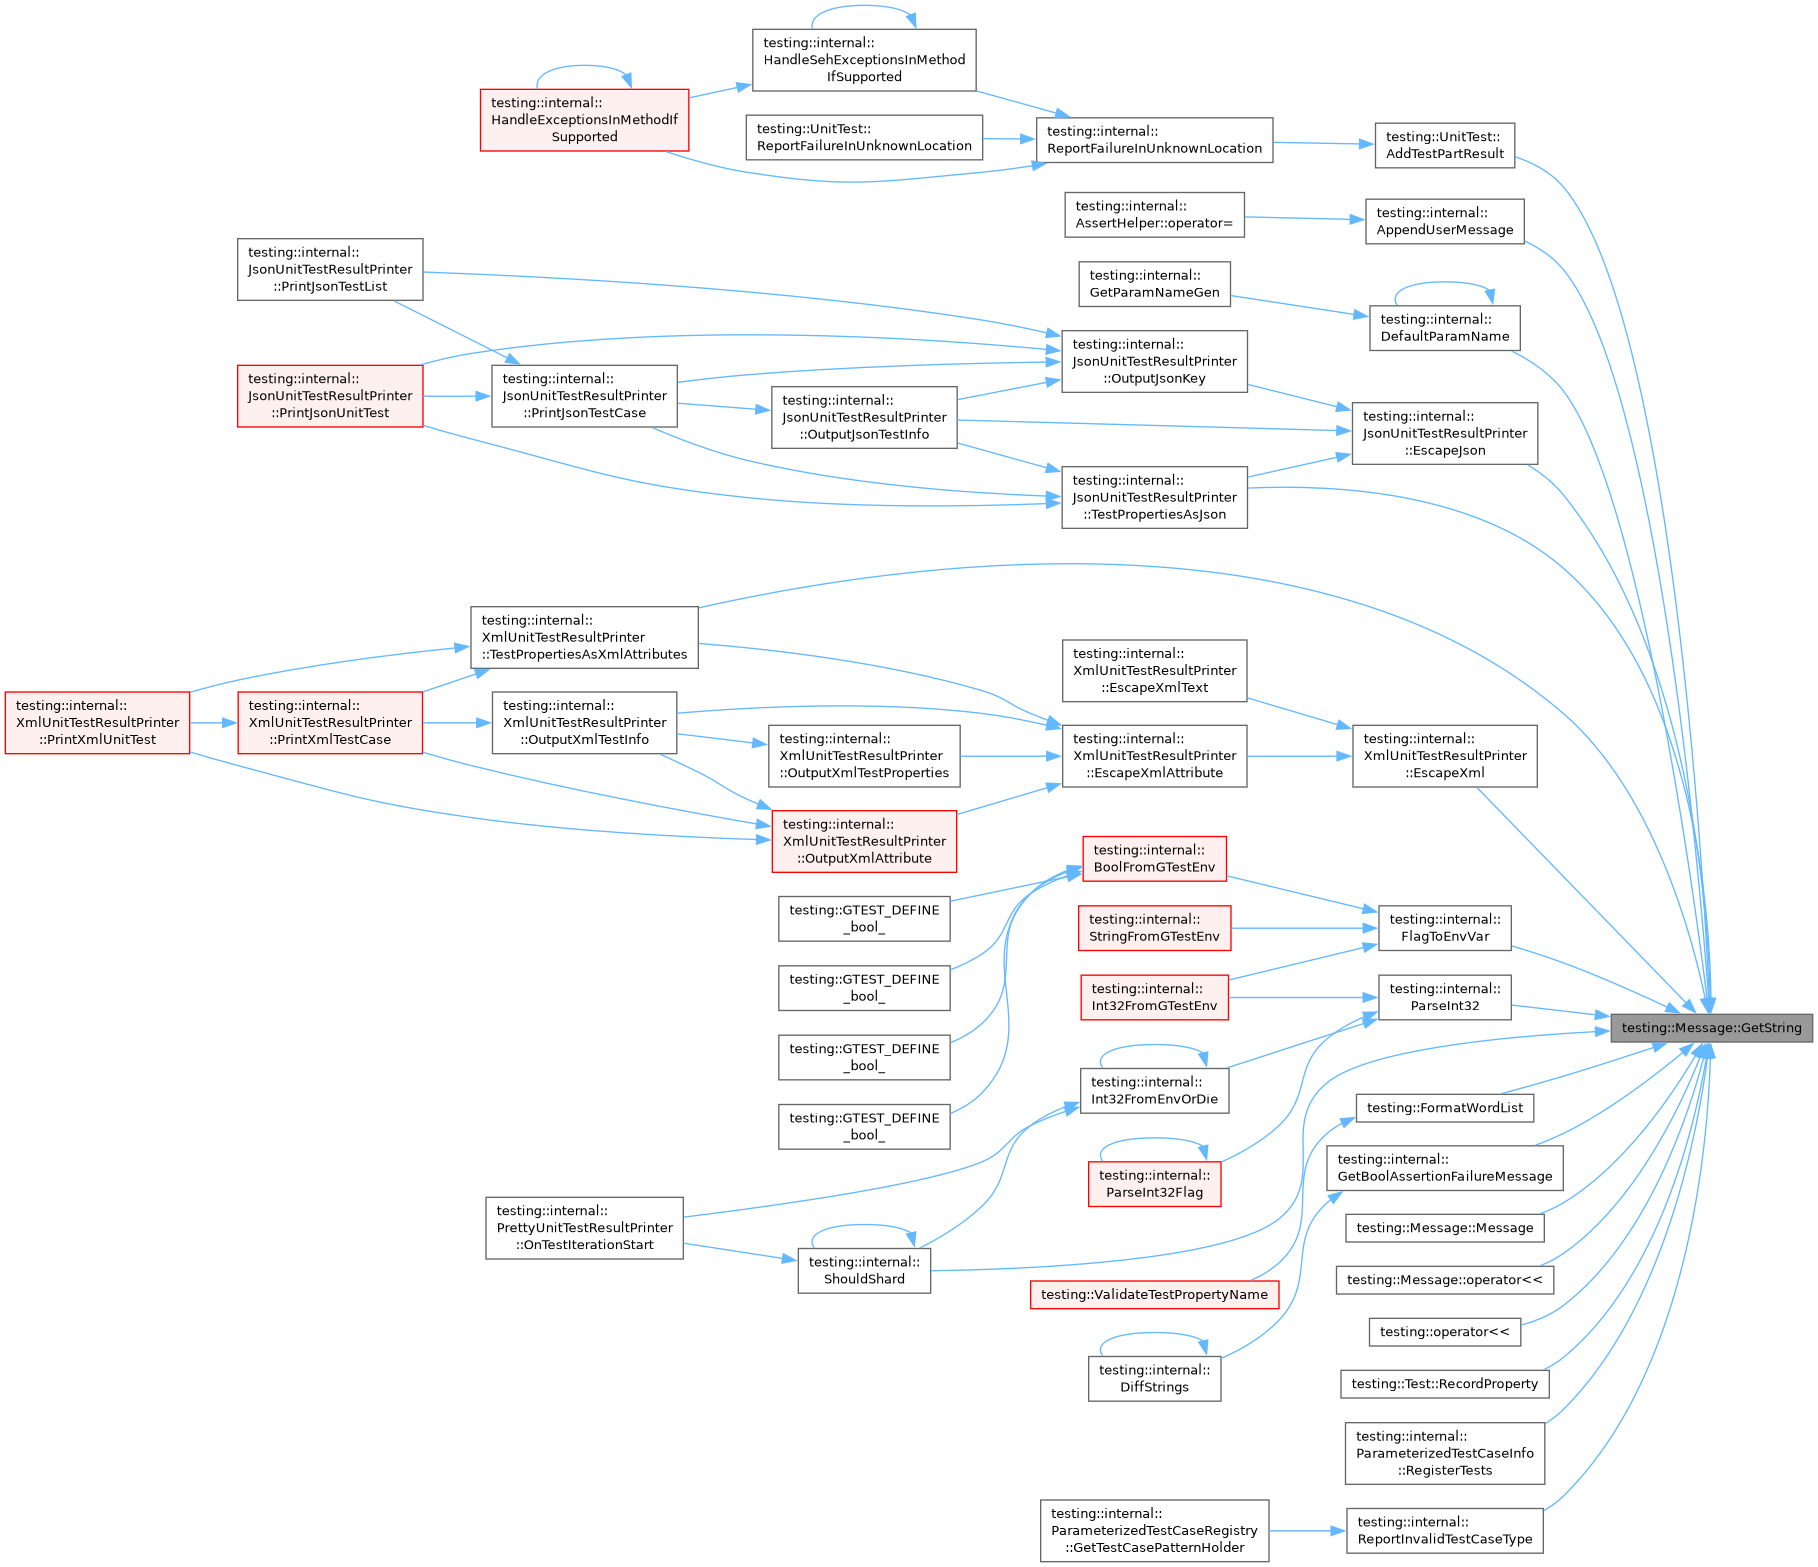 testing::internal::
HandleSehExceptionsInMethod
IfSupported
testing::internal::
HandleExceptionsInMethodIf
Supported
testing::UnitTest::
ReportFailureInUnknownLocation
testing::internal::
ReportFailureInUnknownLocation
testing::UnitTest::
AddTestPartResult
testing::internal::
AssertHelper::operator=
testing::internal::
AppendUserMessage
testing::internal::
JsonUnitTestResultPrinter
::PrintJsonTestList
testing::internal::
GetParamNameGen
testing::internal::
DefaultParamName
testing::internal::
JsonUnitTestResultPrinter
::PrintJsonUnitTest
testing::internal::
JsonUnitTestResultPrinter
::PrintJsonTestCase
testing::internal::
JsonUnitTestResultPrinter
::OutputJsonTestInfo
testing::internal::
JsonUnitTestResultPrinter
::OutputJsonKey
testing::internal::
JsonUnitTestResultPrinter
::EscapeJson
testing::internal::
JsonUnitTestResultPrinter
::TestPropertiesAsJson
testing::internal::
XmlUnitTestResultPrinter
::TestPropertiesAsXmlAttributes
testing::internal::
XmlUnitTestResultPrinter
::EscapeXmlText
testing::internal::
XmlUnitTestResultPrinter
::PrintXmlUnitTest
testing::internal::
XmlUnitTestResultPrinter
::PrintXmlTestCase
testing::internal::
XmlUnitTestResultPrinter
::OutputXmlTestInfo
testing::internal::
XmlUnitTestResultPrinter
::OutputXmlTestProperties
testing::internal::
XmlUnitTestResultPrinter
::EscapeXmlAttribute
testing::internal::
XmlUnitTestResultPrinter
::EscapeXml
testing::internal::
XmlUnitTestResultPrinter
::OutputXmlAttribute
testing::internal::
BoolFromGTestEnv
testing::GTEST_DEFINE
_bool_
testing::internal::
StringFromGTestEnv
testing::internal::
FlagToEnvVar
testing::GTEST_DEFINE
_bool_
testing::internal::
Int32FromGTestEnv
testing::internal::
ParseInt32
testing::Message::GetString
testing::GTEST_DEFINE
_bool_
testing::internal::
Int32FromEnvOrDie
testing::FormatWordList
testing::GTEST_DEFINE
_bool_
testing::internal::
ParseInt32Flag
testing::internal::
GetBoolAssertionFailureMessage
testing::internal::
PrettyUnitTestResultPrinter
::OnTestIterationStart
testing::Message::Message
testing::internal::
ShouldShard
testing::Message::operator<<
testing::ValidateTestPropertyName
testing::operator<<
testing::internal::
DiffStrings
testing::Test::RecordProperty
testing::internal::
ParameterizedTestCaseInfo
::RegisterTests
testing::internal::
ParameterizedTestCaseRegistry
::GetTestCasePatternHolder
testing::internal::
ReportInvalidTestCaseType